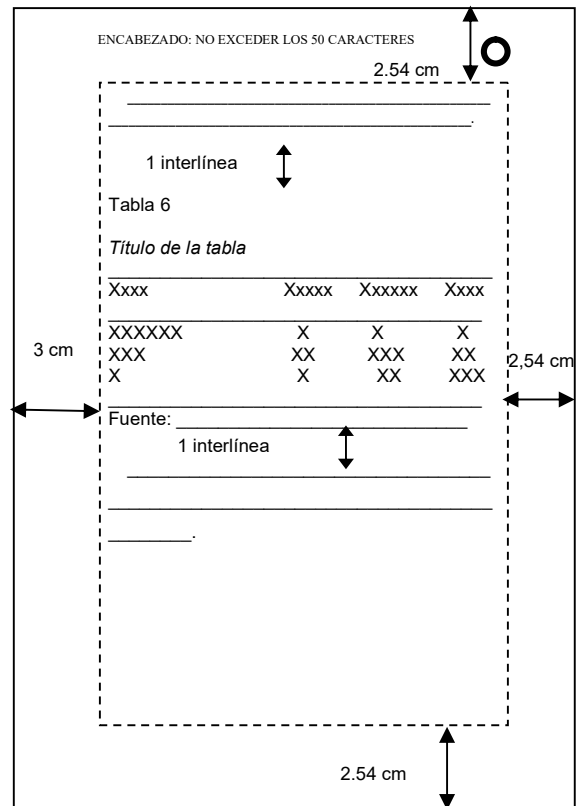 ENCABEZADO: NO EXCEDER LOS 50 CARACTERES
2.54 cm
1 interlínea
Tabla 6
Título de la tabla
Xxxx Xxxxx Xxxxxx Xxxx
XXXXXX X X X
XXX XX XXX XX
X X XX XXX
3 cm
2,54 cm
Fuente:
1 interlínea
2.54 cm